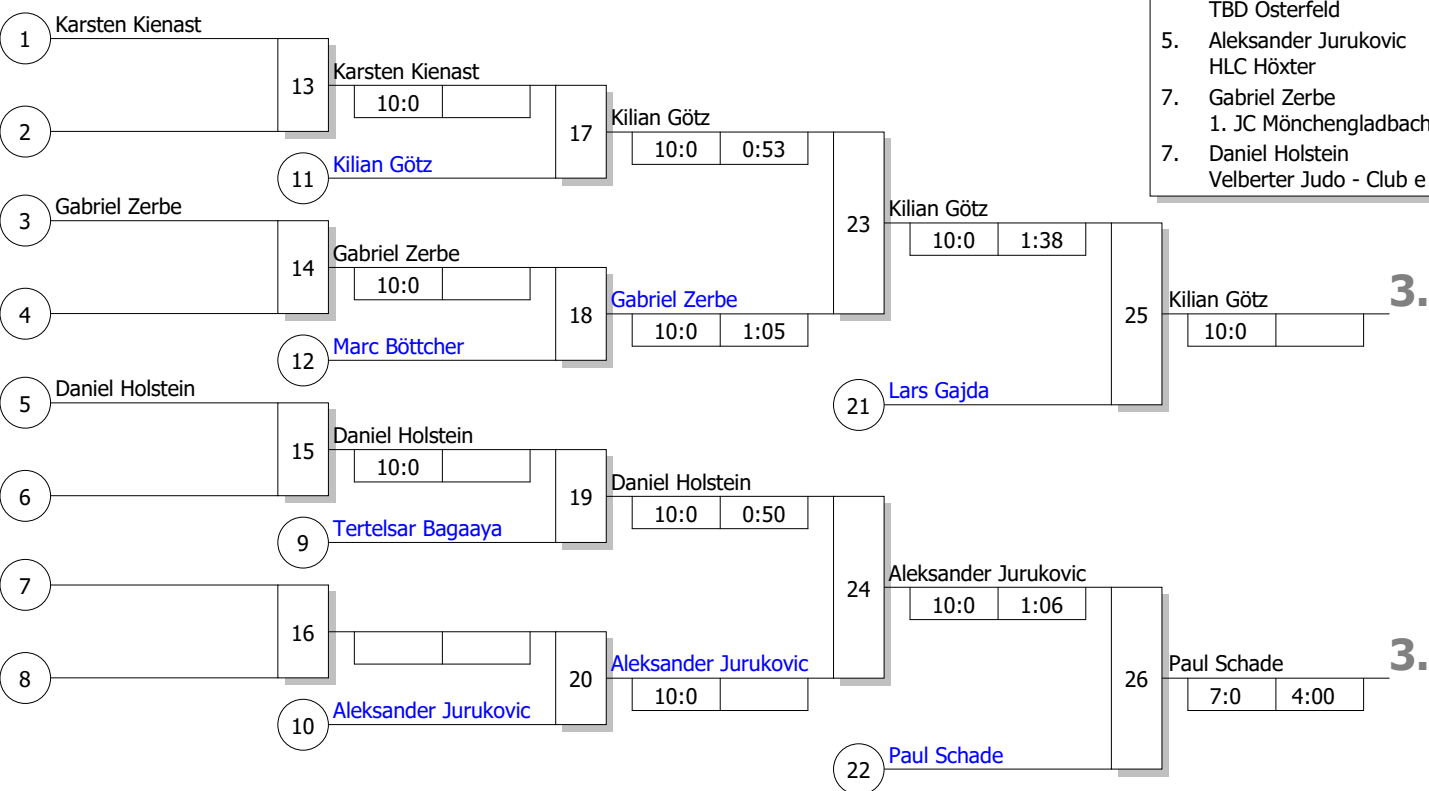 TBD Osterfeld
5. Aleksander Jurukovic
HLC Höxter
7. Gabriel Zerbe
1. JC Mönchengladbach
7. Daniel Holstein
Velberter Judo - Club e
1 Karsten Kienast
13 Karsten Kienast
10:0
2
17 Kilian Götz
10:0 0:53
11 Kilian Götz
3 Gabriel Zerbe
23 Kilian Götz
10:0 1:38
14 Gabriel Zerbe
10:0
4
18 Gabriel Zerbe
10:0 1:05
25 Kilian Götz 3.
10:0
12 Marc Böttcher
5 Daniel Holstein
21 Lars Gajda
15 Daniel Holstein
10:0
6
19 Daniel Holstein
10:0 0:50
9 Tertelsar Bagaaya
7
24 Aleksander Jurukovic
10:0 1:06
16
8
20 Aleksander Jurukovic
10:0
26 Paul Schade 3.
7:0 4:00
10 Aleksander Jurukovic
22 Paul Schade